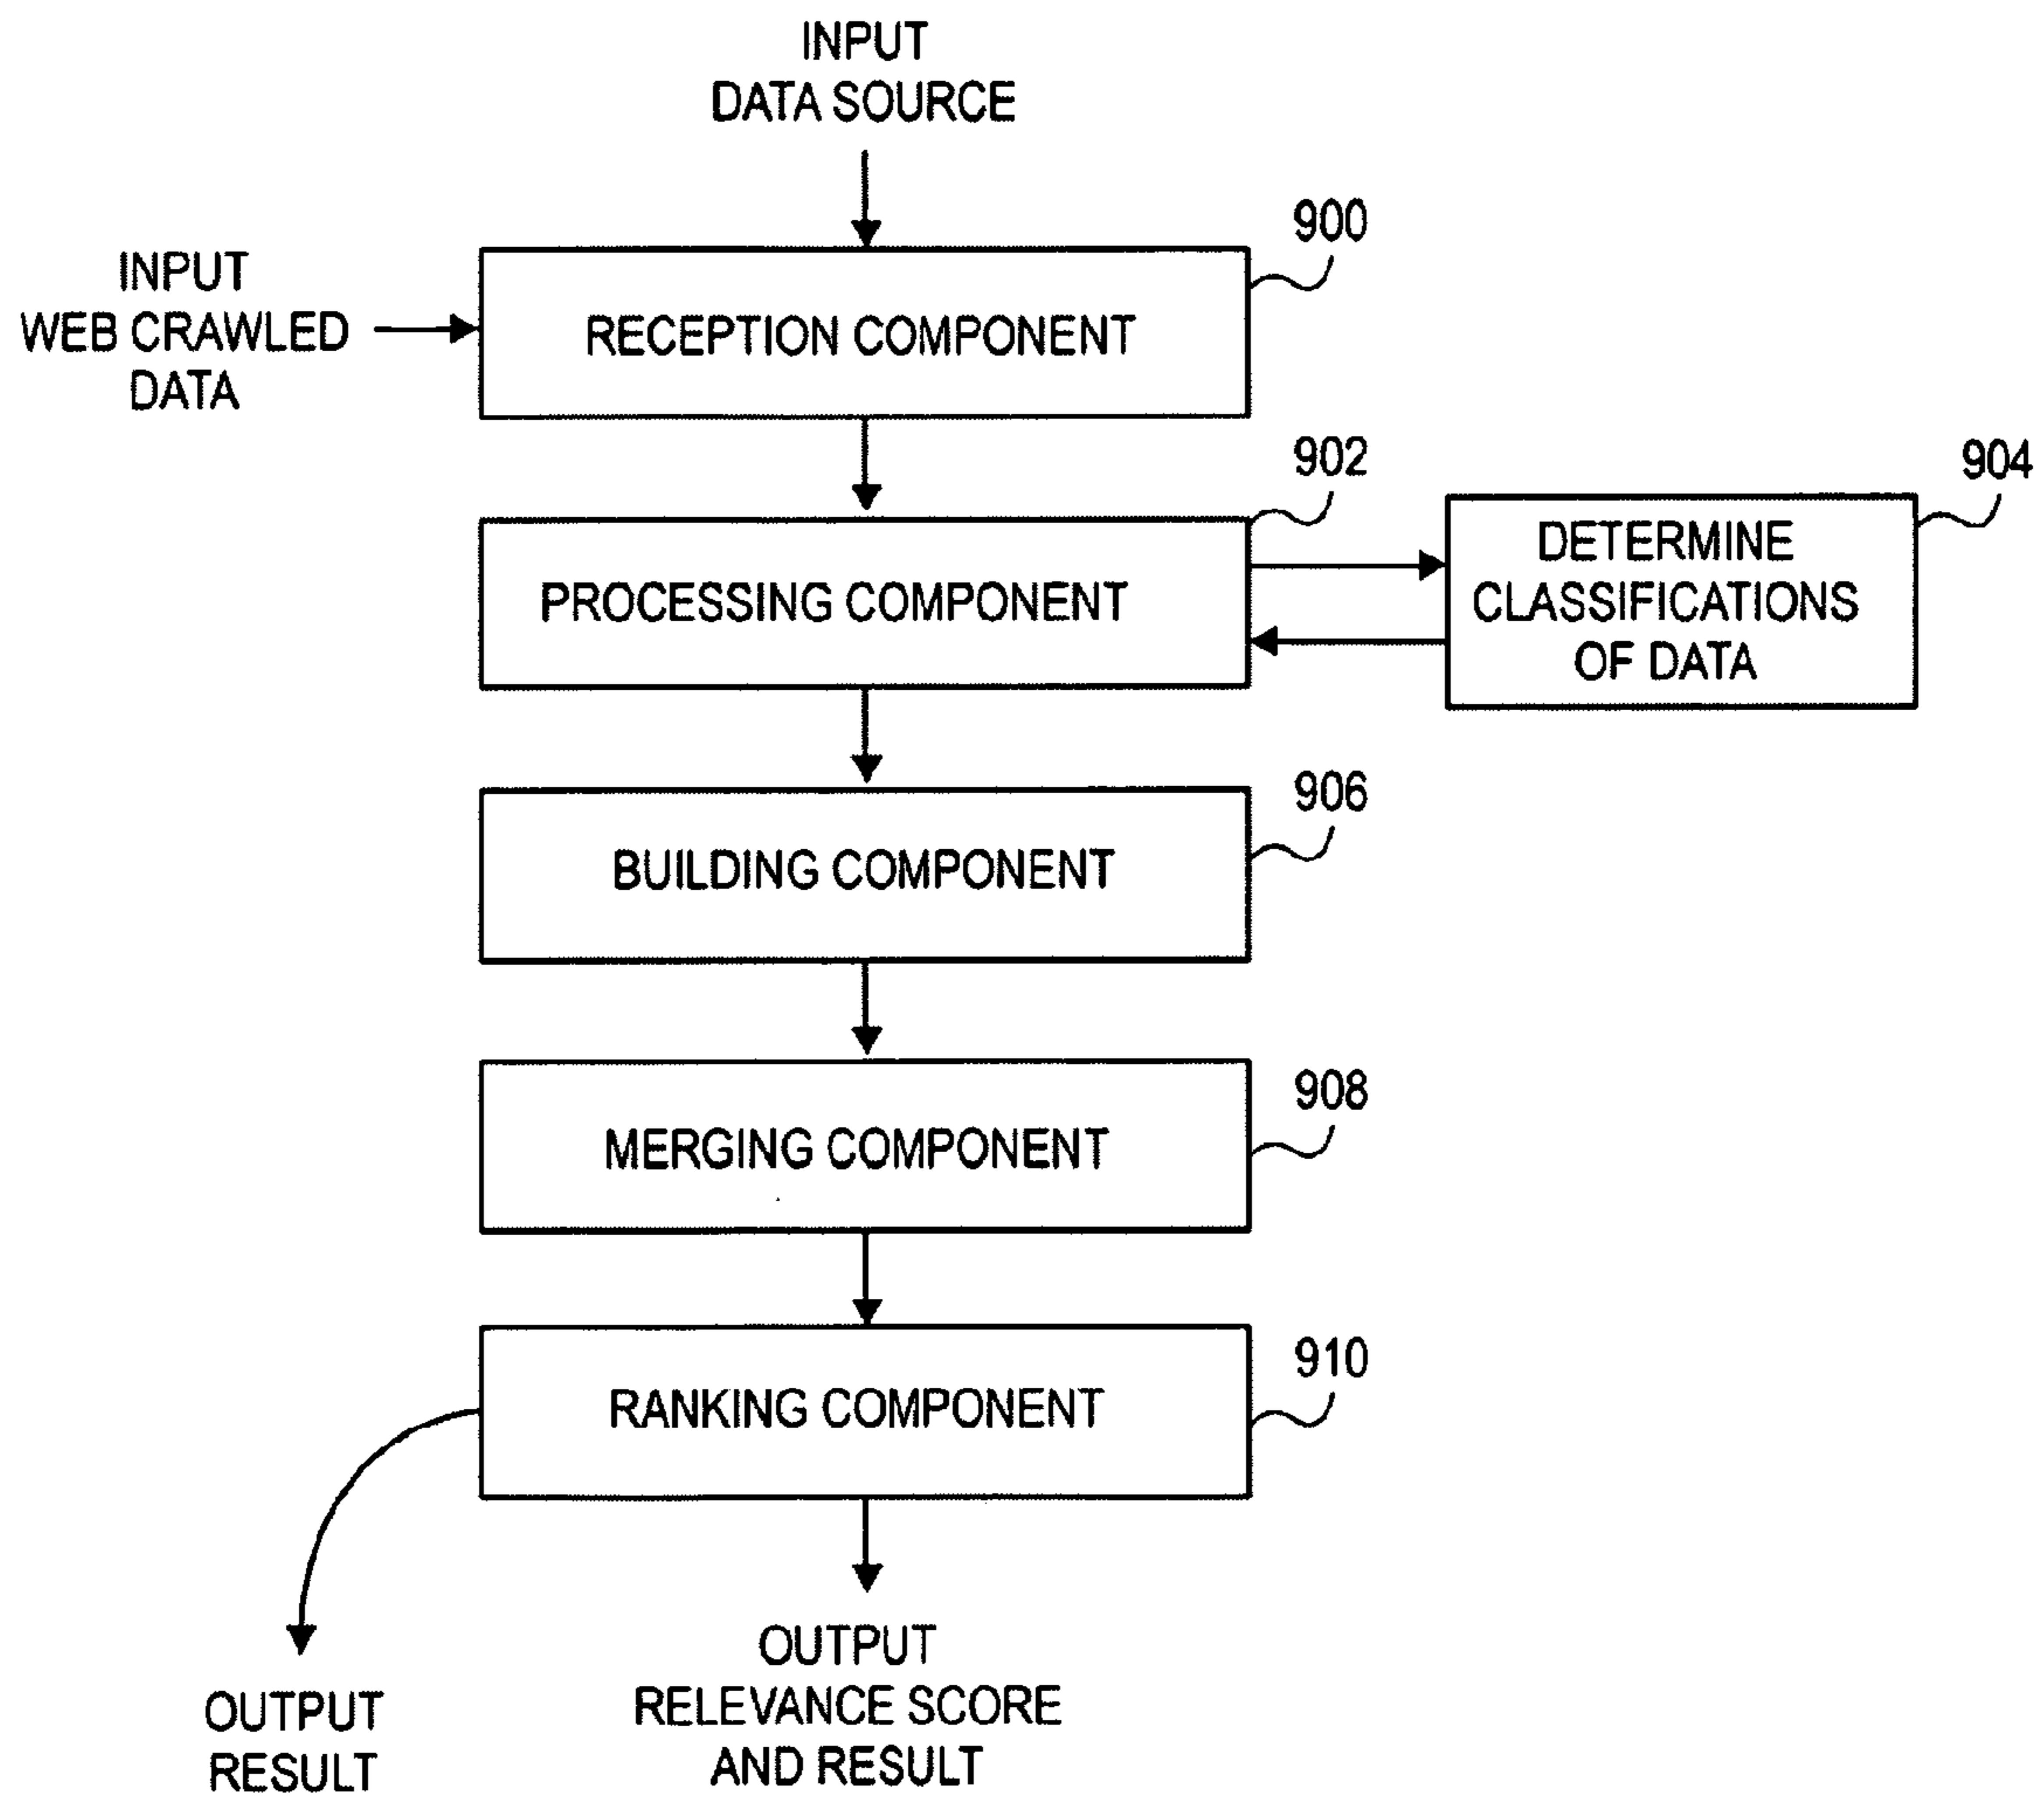 INPUT
DATA SOURCE
900
INPUT
WEB CRAWLED
DATA
RECEPTION COMPONENT
902
904
PROCESSING COMPONENT
DETERMINE
CLASSIFICATIONS
OF DATA
906
BUILDING COMPONENT
908
MERGING COMPONENT
910
RANKING COMPONENT
OUTPUT
RESULT
OUTPUT
RELEVANCE SCORE
AND RESULT